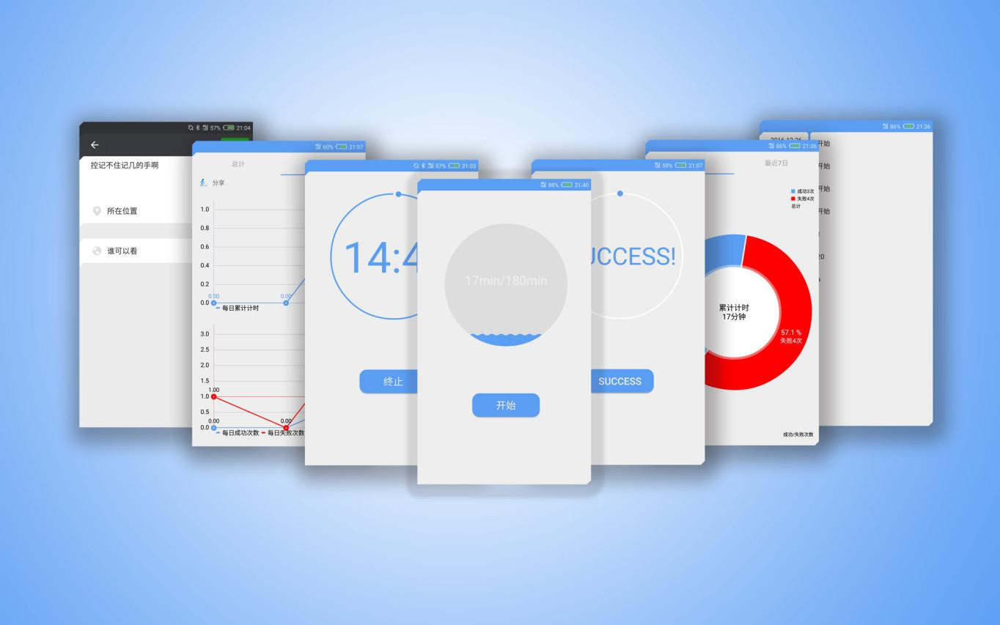 57% 21:04
控记不住记几的手啊
所在位置
谁可以看
60% 21:07
总计
分享
1.0
0.8
0.6
0.4
0.2
0.00 0.00
0.0
每日累计计时
3.0
2.5
2.0
1.5
1.00
1.0
0.5
0.00 0.00
0.0
每日成功次数 每日失败次数
57% 21:03
14:4
终止
88% 21:40
17min/180min
开始
59% 21:07
UCCESS!
SUCCESS
86% 21:36
最近7日
成功3次
失败4次
总计
累计计时
17分钟
57.1 %
失败4次
成功/失败次数
86% 21:36
2016-12-26
开始
开始
开始
开始
20